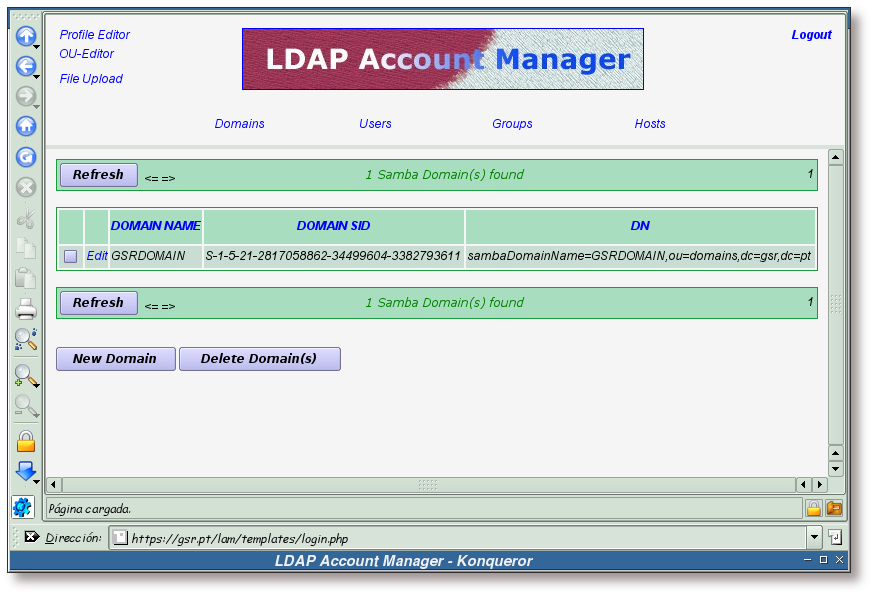 Profile Editor
OU-Editor
File Upload
LDAP Account Manager
Logout
Domains Users Groups Hosts
Refresh <= => 1 Samba Domain(s) found 1
DOMAIN NAME DOMAIN SID DN
Edit GSRDOMAIN S-1-5-21-2817058862-34499604-3382793611 sambaDomainName=GSRDOMAIN,ou=domains,dc=gsr,dc=pt
Refresh <= => 1 Samba Domain(s) found 1
New Domain Delete Domain(s)
Página cargada.
Dirección: https://gsr.pt/lam/templates/login.php
LDAP Account Manager - Konqueror